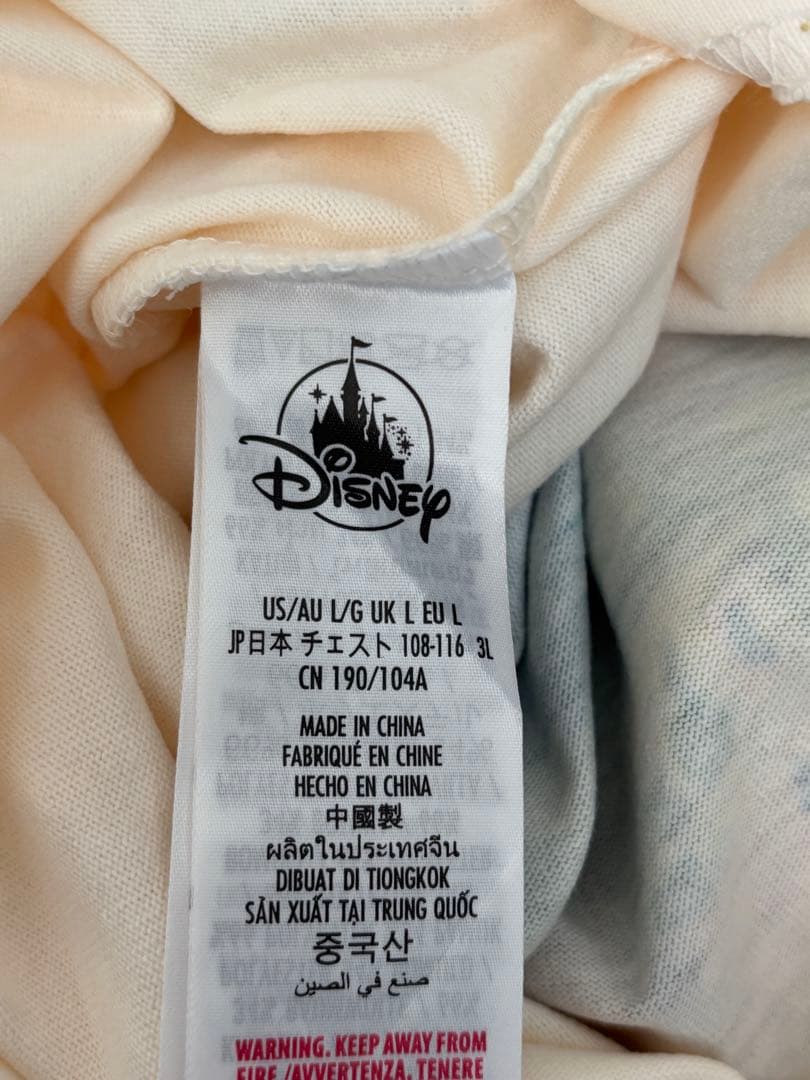 Disney
US/AU L/G UK L EU L
JP日本 チェスト 108-116 3L
CN 190/104A
MADE IN CHINA
FABRIQUÉ EN CHINE
HECHO EN CHINA
中國製
ผลิตในประเทศจีน
DIBUAT DI TIONGKOK
SẢN XUẤT TẠI TRUNG QUỐC
중국산
صنع في الصين
WARNING. KEEP AWAY FROM
FIRE /AVVERTENZA. TENERE